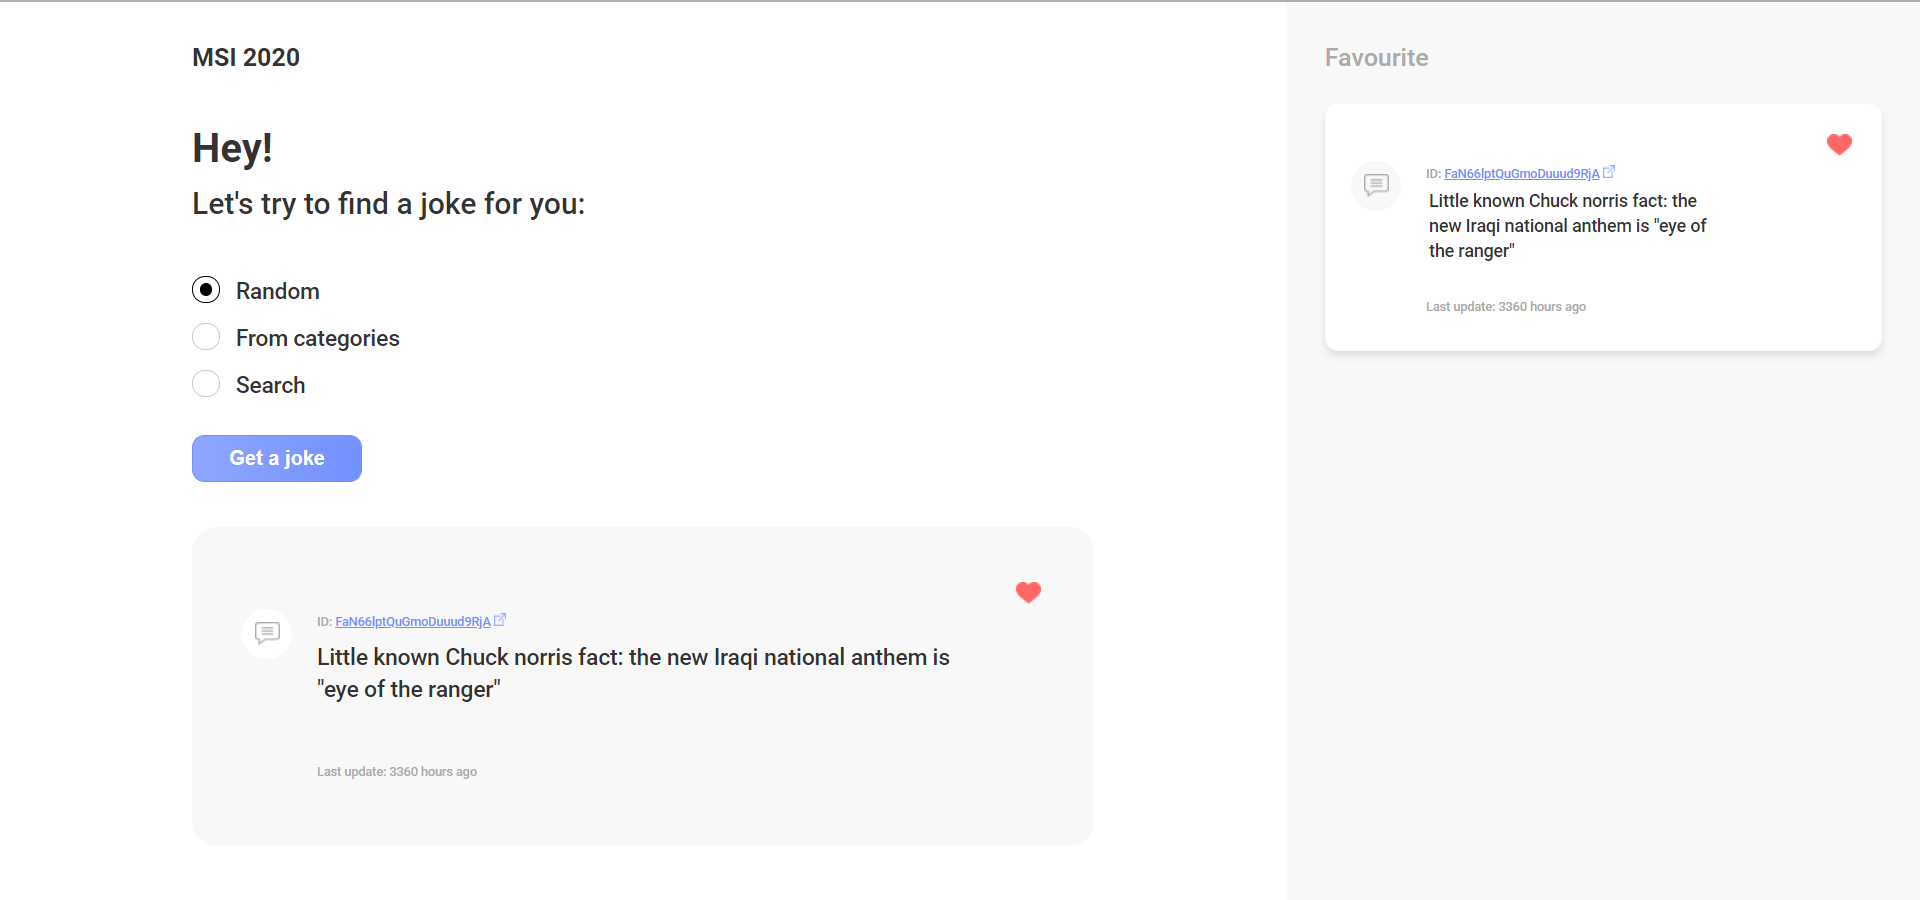 MSI 2020
Hey!
Let's try to find a joke for you:
Random
From categories
Search
Get a joke
ID: FaN66lptQuGmoDuuud9RjA
Little known Chuck norris fact: the new Iraqi national anthem is
"eye of the ranger"
Last update: 3360 hours ago
Favourite
ID: FaN66lptQuGmoDuuud9RjA
Little known Chuck norris fact: the
new Iraqi national anthem is "eye of
the ranger"
Last update: 3360 hours ago